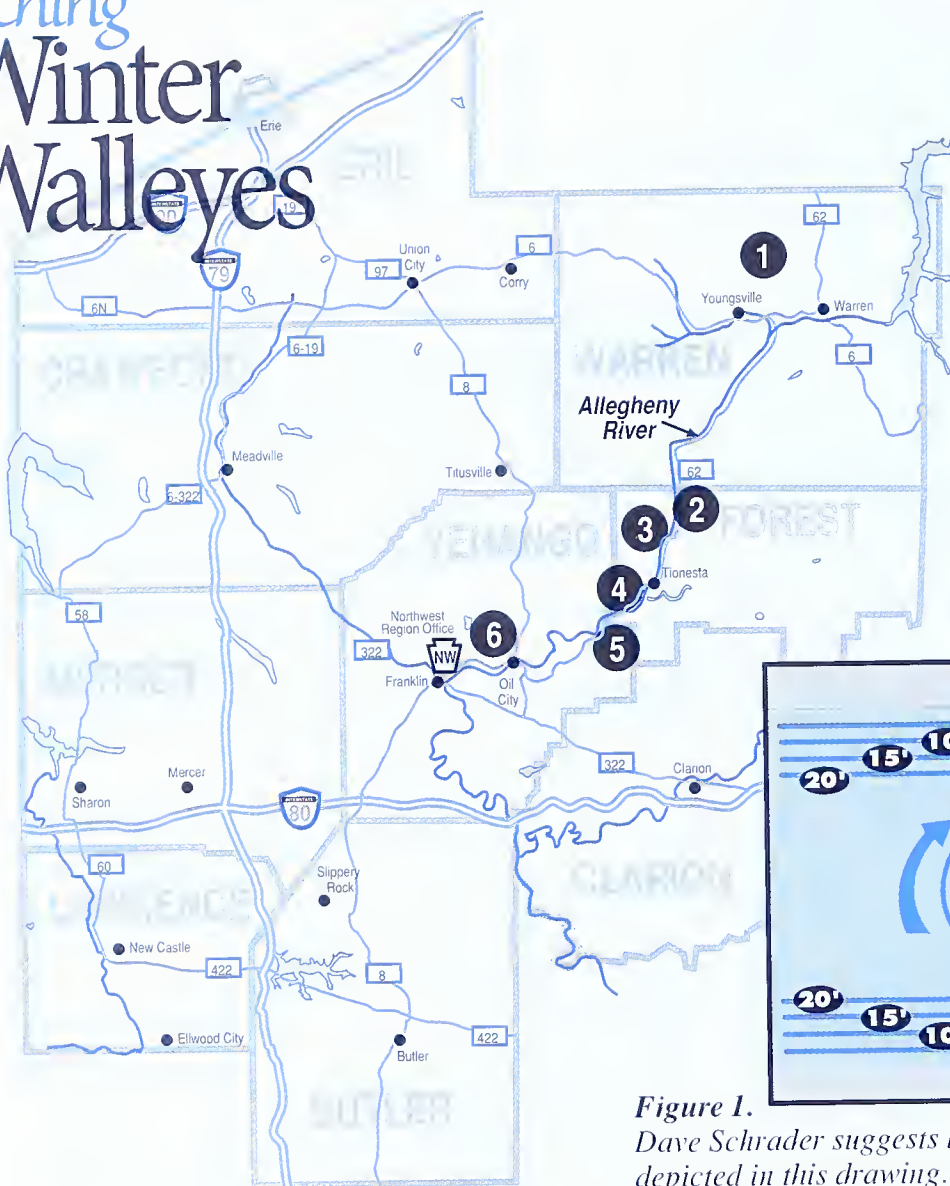 Winter
Walleyes
Erie
ERIE
19
INTERSTATE
79
Union
City
97
6
Corry
6N
62
1
Youngsville
Warren
6
WARREN
CRAWFORD
6-19
8
Allegheny
River
62
Meadville
6-322
Titusville
2
3
FOREST
VENANGO
4
Tionesta
58
Northwest
Region Office
6
NW
322
5
Franklin
Oil
City
MERCER
322
Clarion
Sharon
Mercer
INTERSTATE
80
15'
20'
60
LAWRENCE
Slippery
Rock
CLARION
New Castle
422
8
20'
15'
Ellwood City
Butler
422
BUTLER
Figure 1.
Dave Schrader suggests
depicted in this drawing.